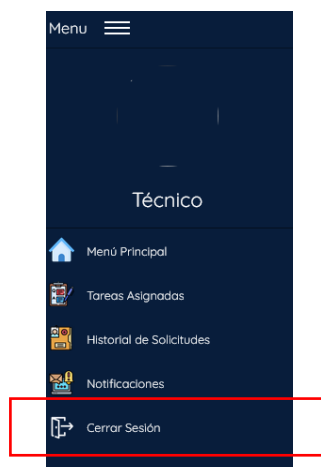 Menu
Técnico
Menú Principal
Tareas Asignadas
Historial de Solicitudes
Notificaciones
Cerrar Sesión